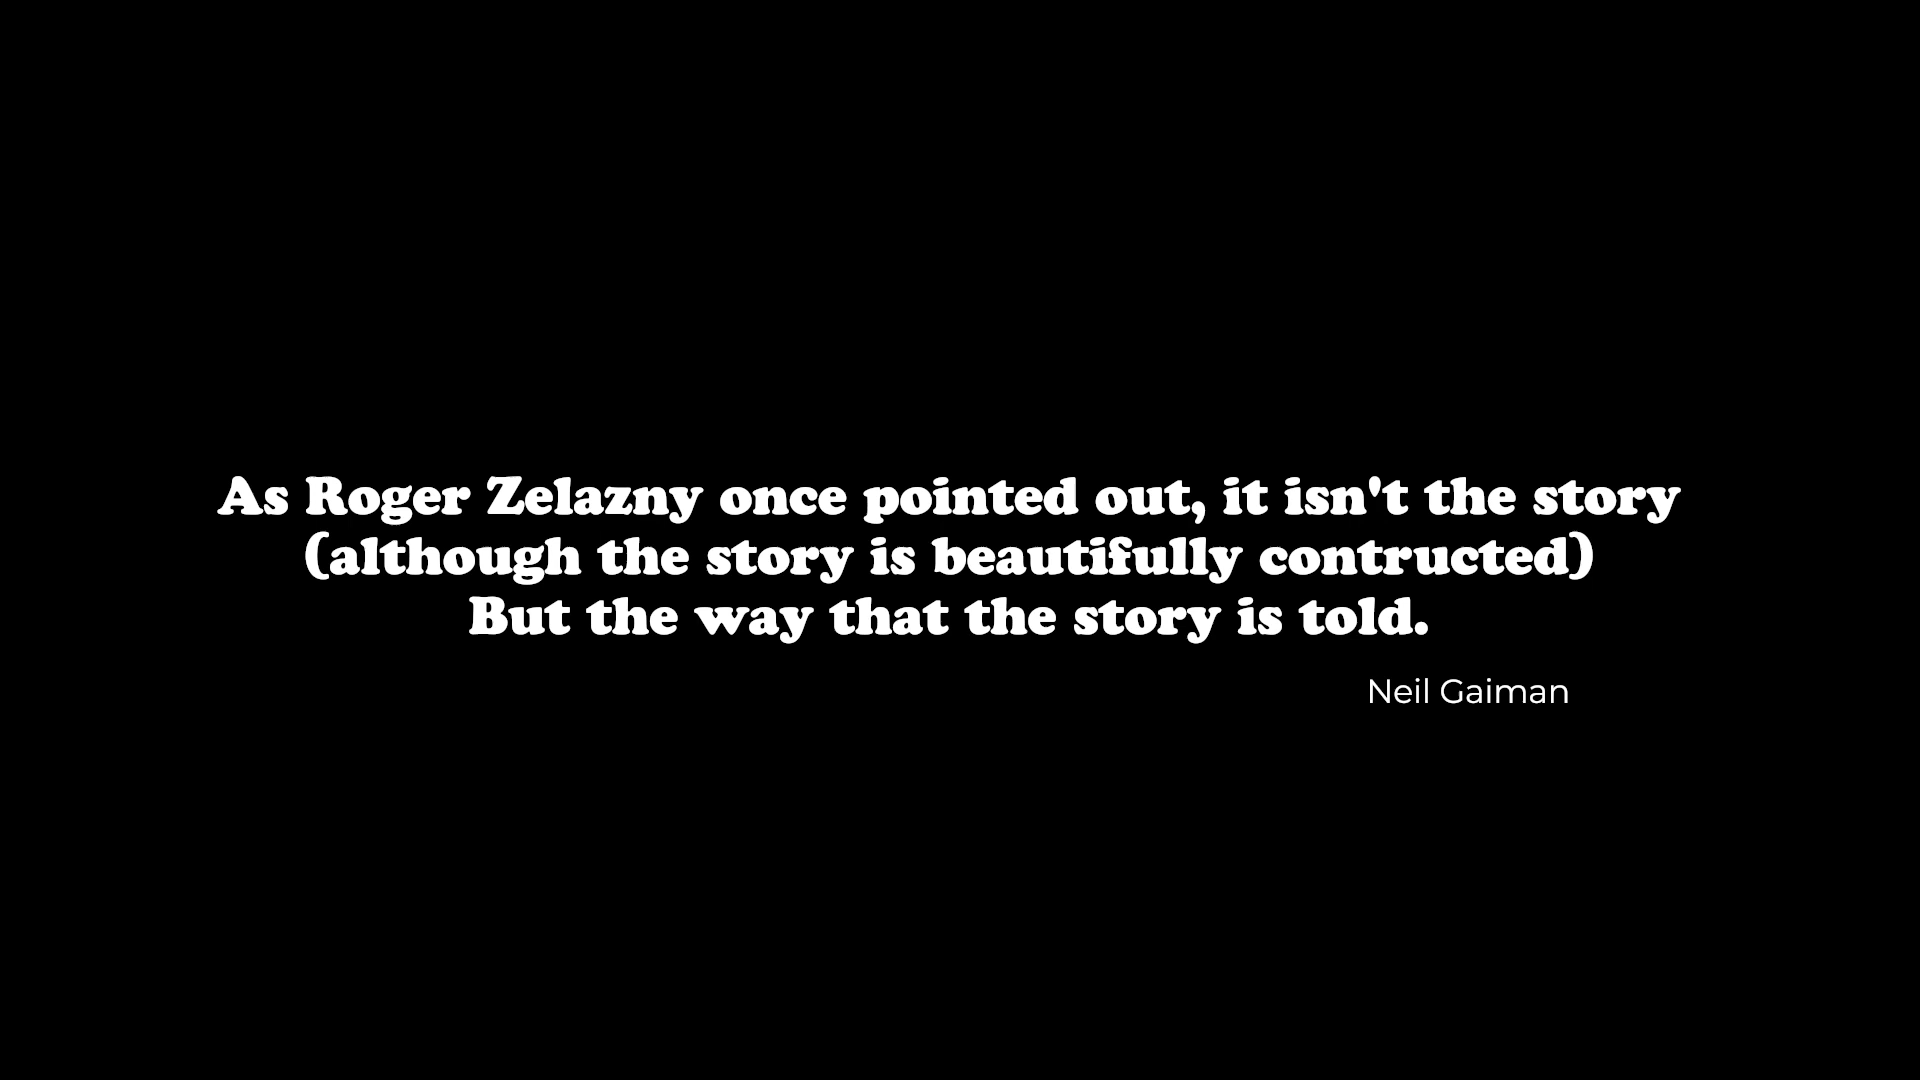 As Roger Zelazny once pointed out, it isn't the story
(although the story is beautifully contructed)
But the way that the story is told.
Neil Gaiman